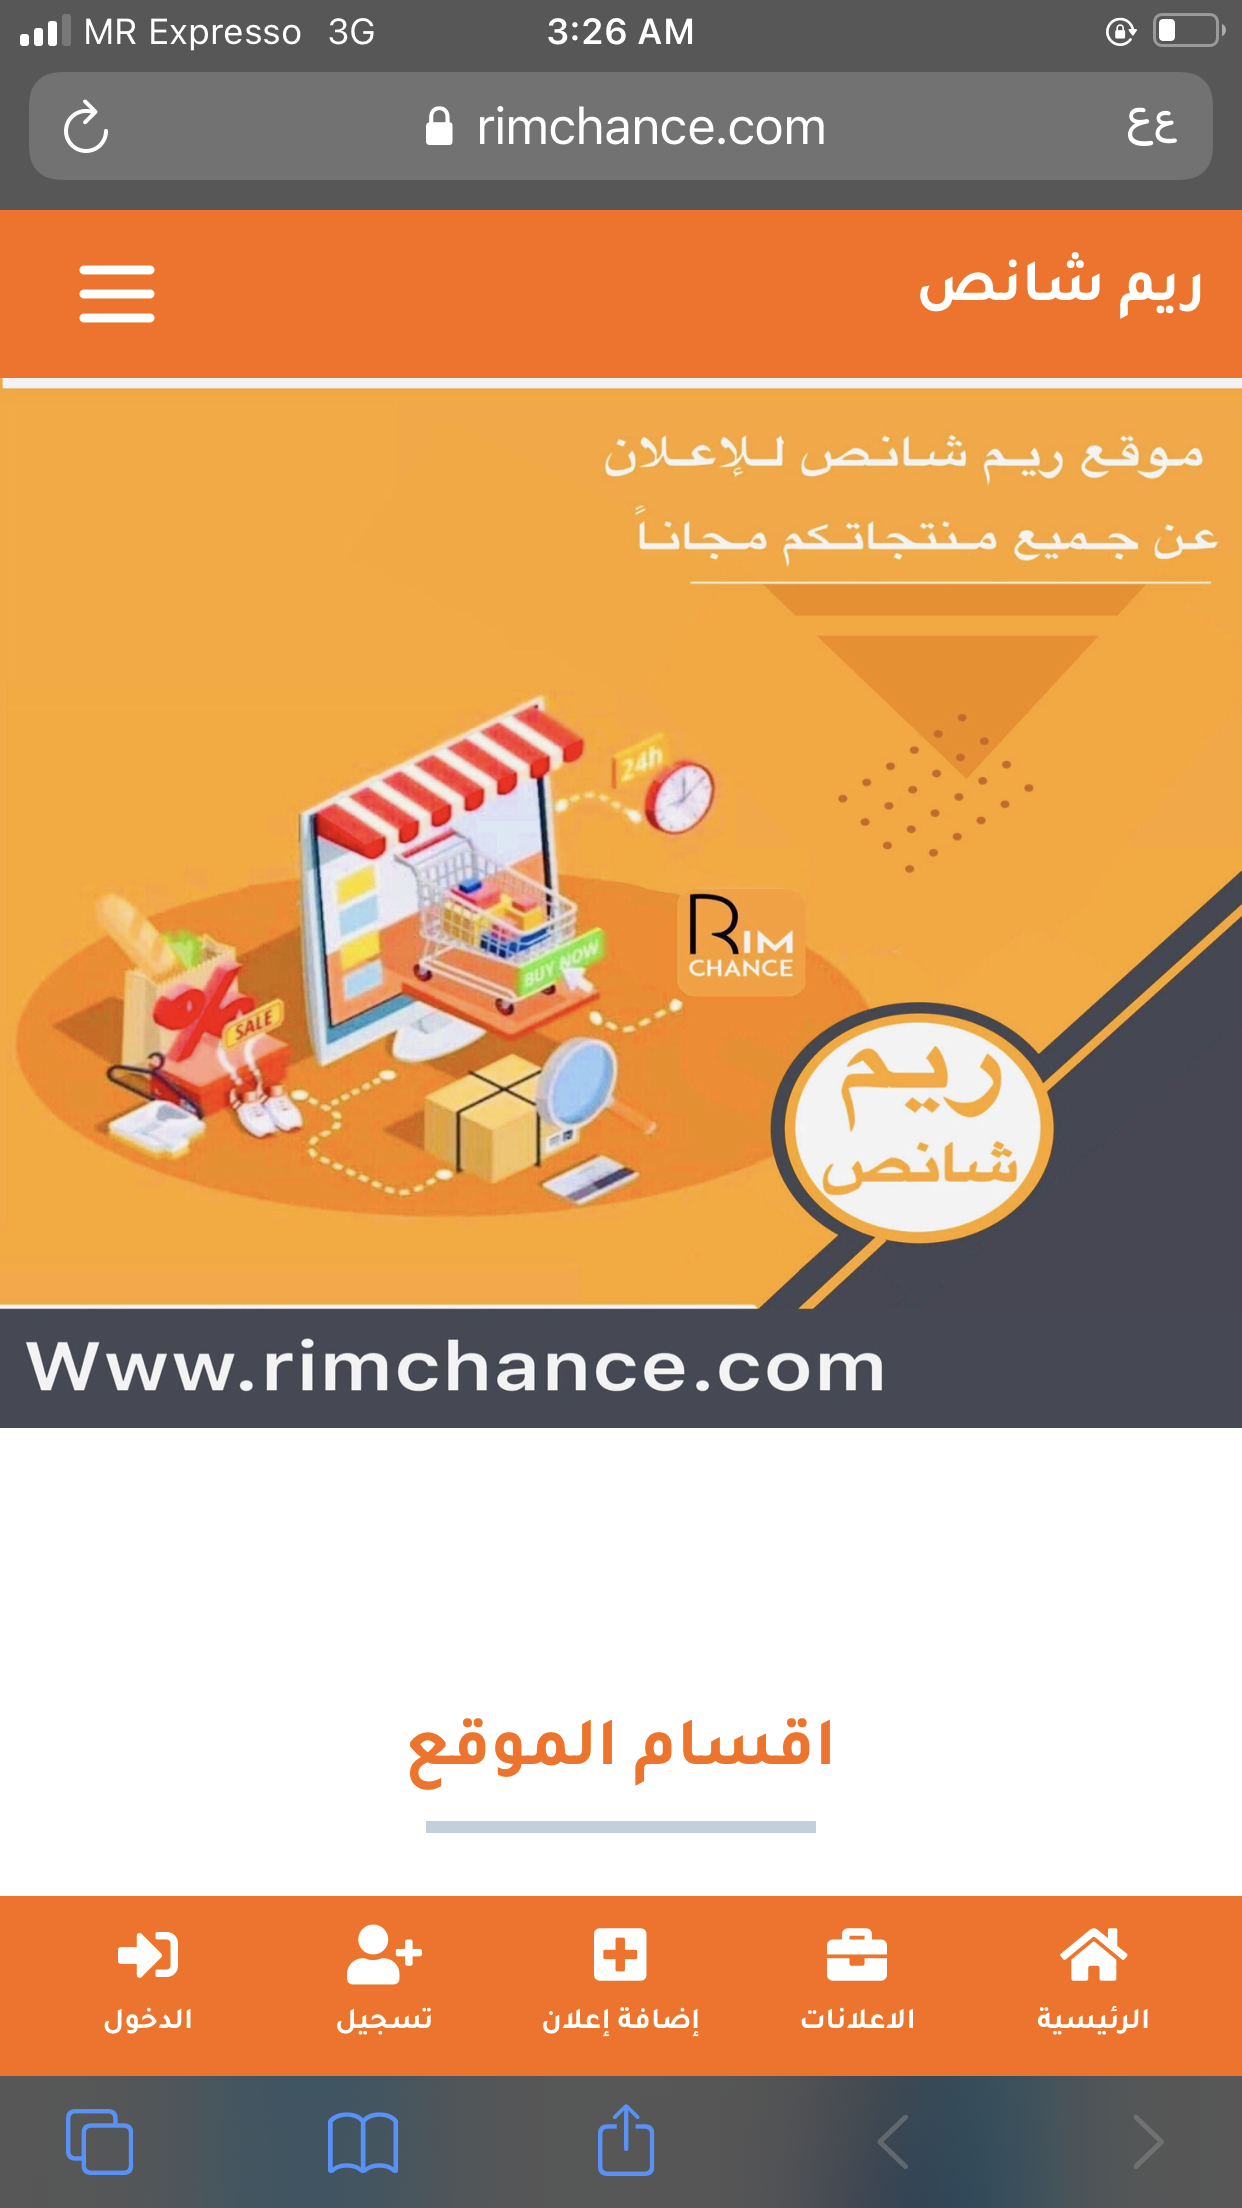 MR Expresso 3G 3:26 AM
rimchance.com عع
ريم شانص
موقع ريم شانص للإعلان
عن جميع منتجاتكم مجاناً
24h
BUY NOW
RIM
CHANCE
SALE
%
ريم
شانص
Www.rimchance.com
اقسام الموقع
الرئيسية الاعلانات إضافة إعلان تسجيل الدخول